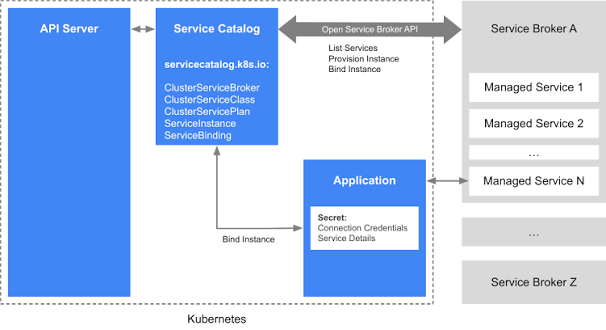 API Server
Service Catalog
servicecatalog.k8s.io:
ClusterServiceBroker
ClusterServiceClass
ClusterServicePlan
ServiceInstance
ServiceBinding
Open Service Broker API
List Services
Provision Instance
Bind Instance
Service Broker A
Managed Service 1
Managed Service 2
...
Managed Service N
Application
Secret:
Connection Credentials
Service Details
Bind Instance
...
Service Broker Z
Kubernetes